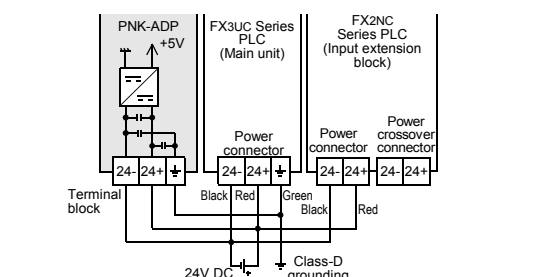 PNK-ADP
+5V
FX3UC Series
PLC
(Main unit)
FX2NC
Series PLC
(Input extension
block)
Power
connector
Power
connector
Power
crossover
connector
24-
24+
24-
24+
24-
24+
24-
24+
Terminal
block
Black
Red
Green
Black
Red
24V DC
Class-D
grounding